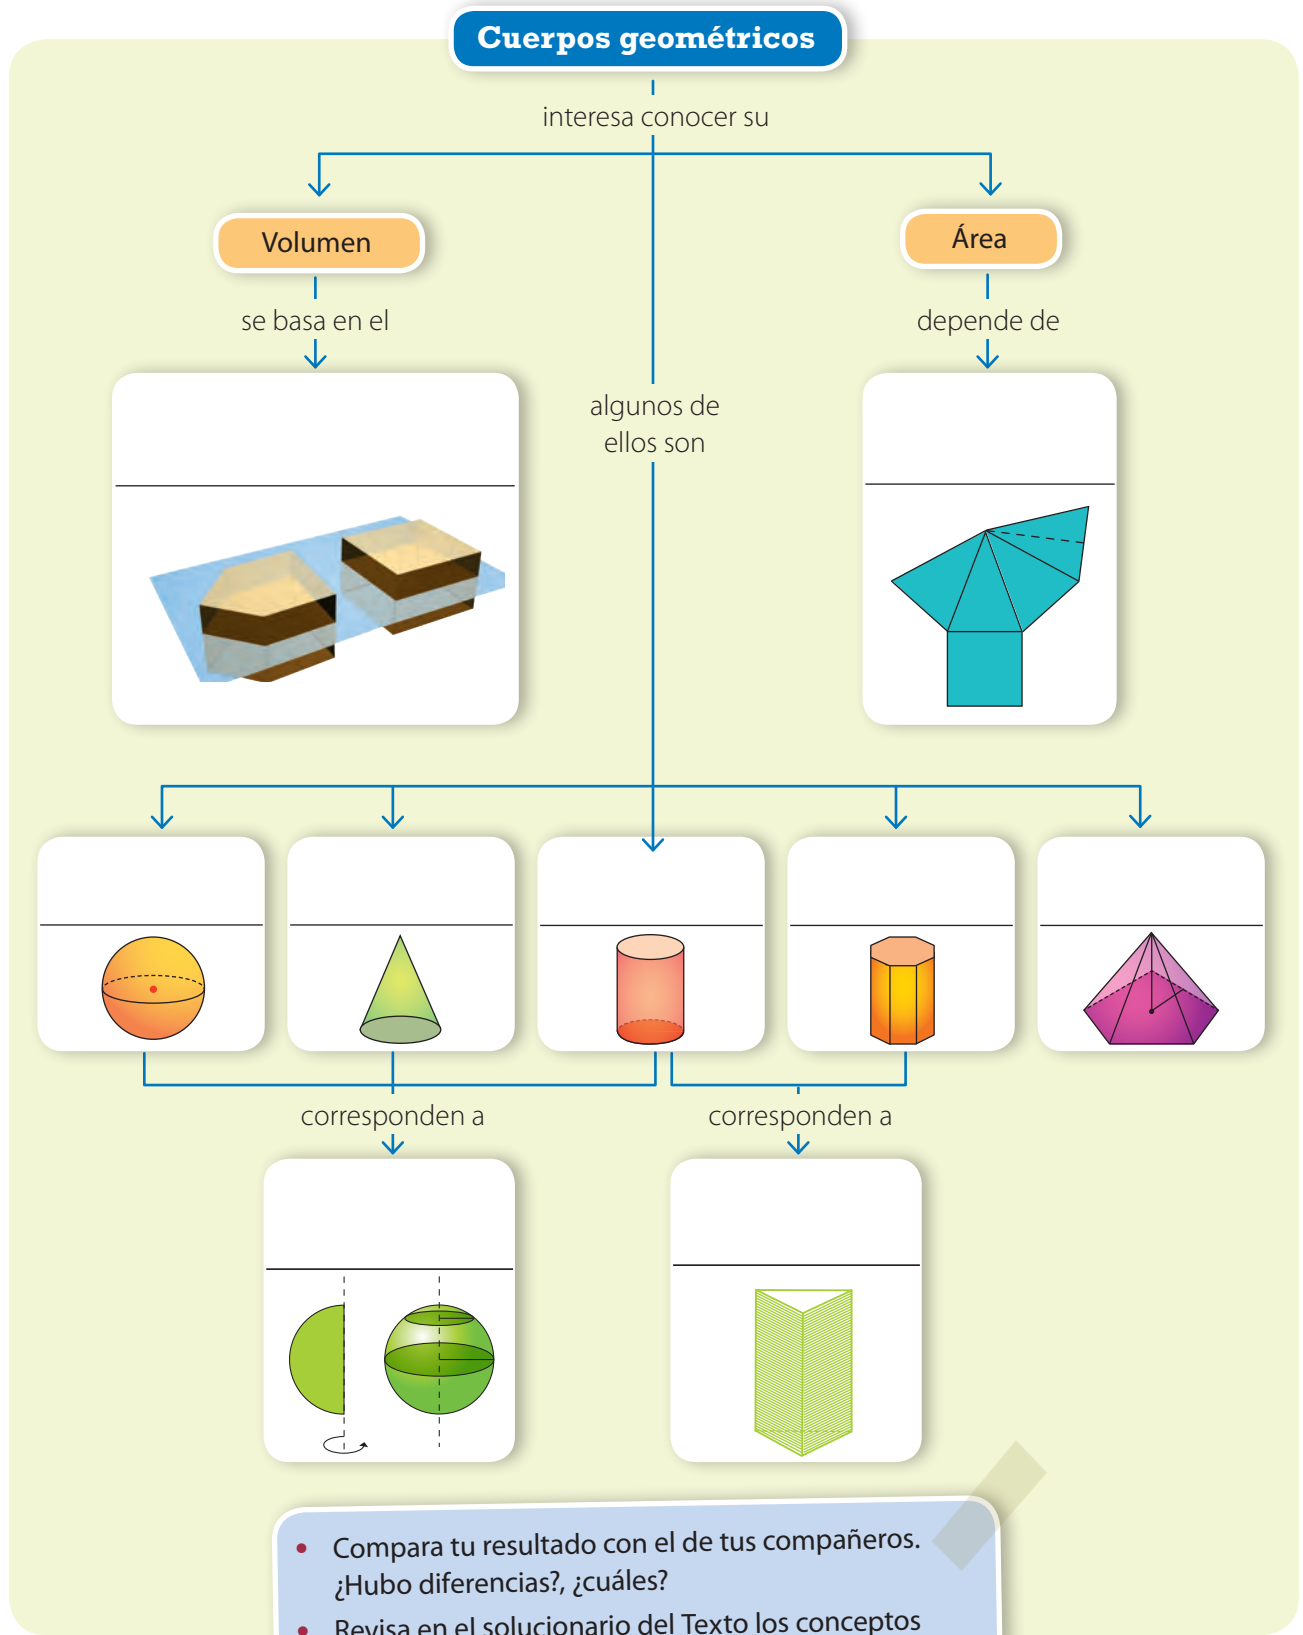 Cuerpos geométricos
interesa conocer su
Volumen
Área
se basa en el
depende de
algunos de
ellos son
corresponden a
corresponden a
• Compara tu resultado con el de tus compañeros.
¿Hubo diferencias?, ¿cuáles?
• Revisa en el solucionario del Texto los conceptos